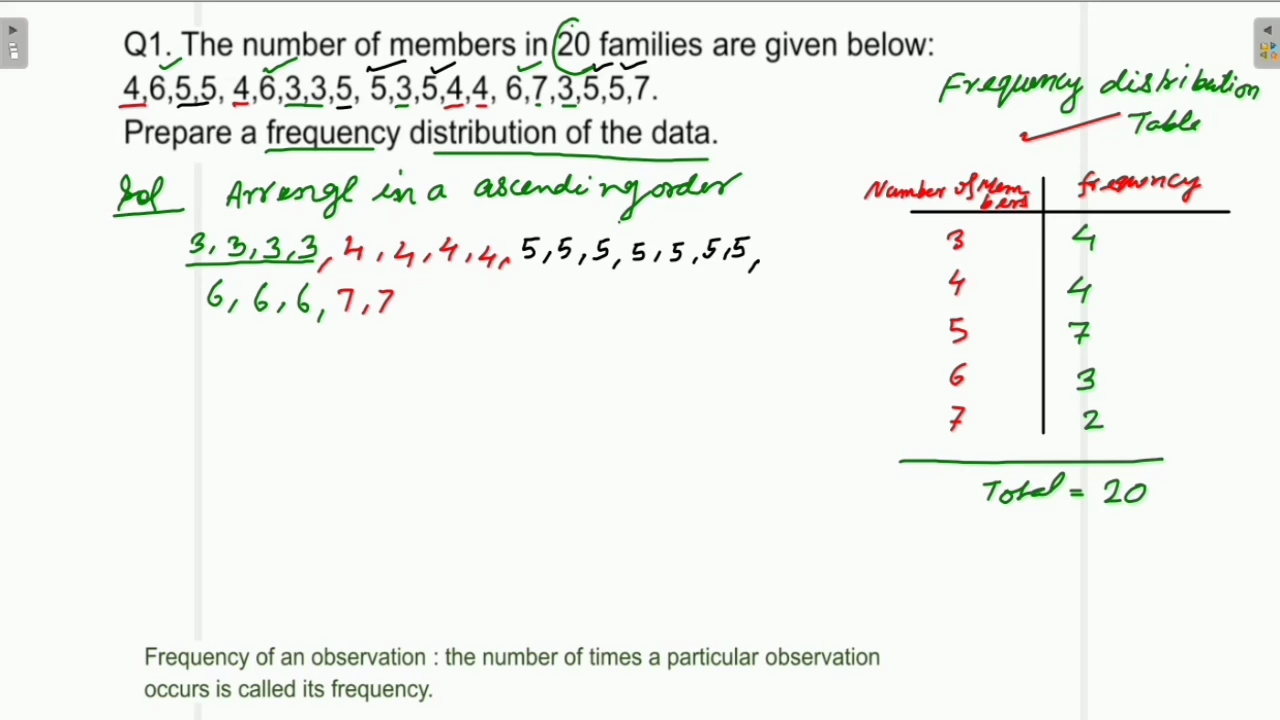 Q1. The number of members in 20 families are given below:
4,6,5,5, 4,6,3,3,5, 5,3,5,4,4, 6,7,3,5,5,7.
Prepare a frequency distribution of the data.
Sol Arrengl in a ascending order
3, 3, 3, 3, 4, 4, 4, 4, 5, 5, 5, 5, 5, 5, 5,
6, 6, 6, 7, 7
Frequency distribution
Table
Number of Mem
bers frequency
3 4
4 4
5 7
6 3
7 2
Total = 20
Frequency of an observation : the number of times a particular observation
occurs is called its frequency.